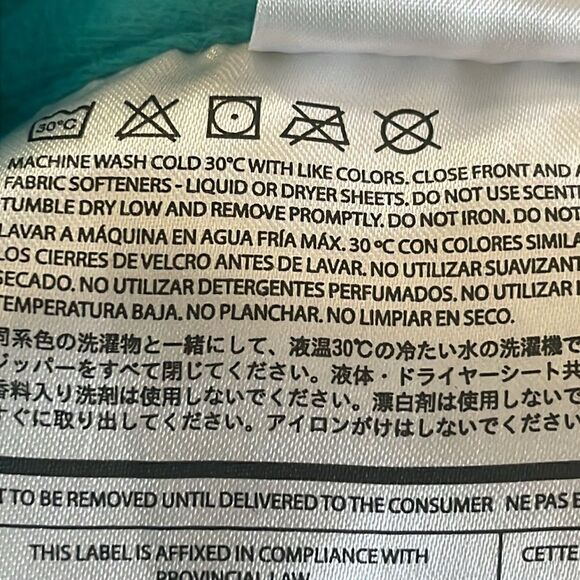 30°C
MACHINE WASH COLD 30°C WITH LIKE COLORS. CLOSE FRONT AND
FABRIC SOFTENERS - LIQUID OR DRYER SHEETS. DO NOT USE SCENT
TUMBLE DRY LOW AND REMOVE PROMPTLY. DO NOT IRON. DO NOT
LAVAR A MÁQUINA EN AGUA FRÍA MÁX. 30 ºC CON COLORES SIMILA
LOS CIERRES DE VELCRO ANTES DE LAVAR. NO UTILIZAR SUAVIZANT
SECADO. NO UTILIZAR DETERGENTES PERFUMADOS. NO UTILIZAR
TEMPERATURA BAJA. NO PLANCHAR. NO LIMPIAR EN SECO.
同系色の洗濯物と一緒にして、液温30℃の冷たい水の洗濯機で
ジッパーをすべて閉じてください。液体・ドライヤーシート共
香料入り洗剤は使用しないでください。漂白剤は使用しないで
すぐに取り出してください。アイロンがけはしないでください
T TO BE REMOVED UNTIL DELIVERED TO THE CONSUMER NE PAS E
THIS LABEL IS AFFIXED IN COMPLIANCE WITH CETTE
PROVINCIAL LAW